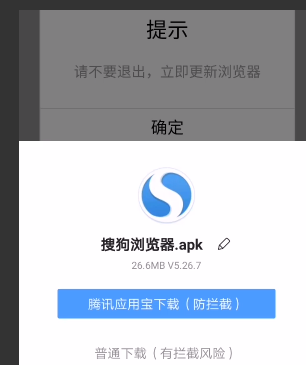 提示
请不要退出，立即更新浏览器
确定
搜狗浏览器.apk
26.6MB V5.26.7
腾讯应用宝下载（防拦截）
普通下载（有拦截风险）